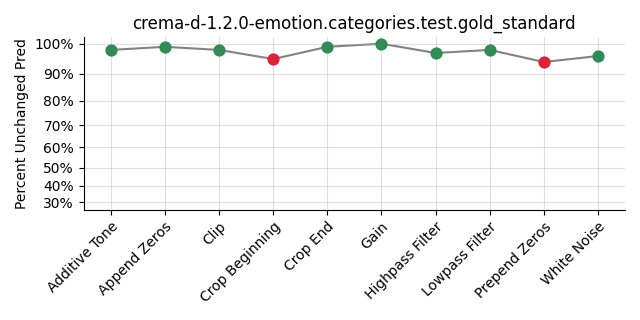 crema-d-1.2.0-emotion.categories.test.gold_standard
Percent Unchanged Pred
100%
90%
80%
70%
60%
50%
40%
30%
Additive Tone
Append Zeros
Clip
Crop Beginning
Crop End
Gain
Highpass Filter
Lowpass Filter
Prepend Zeros
White Noise